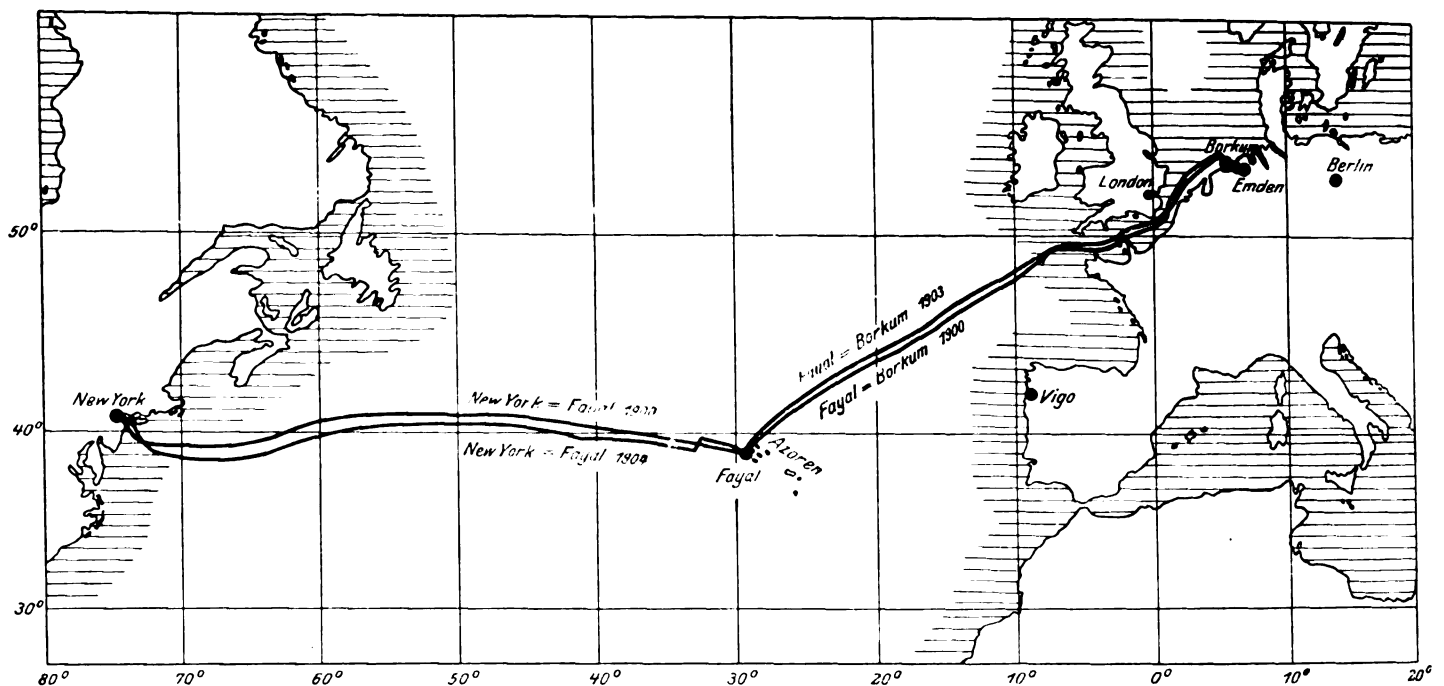 Borkum
Berlin
London
Emden
50°
Fayal = Borkum 1903
Fayal = Borkum 1900
New York
Vigo
New York = Fayal
40°
New York = Fayal 1904
Azoren
Fayal
30°
80° 70° 60° 50° 40° 30° 20° 10° 0° 10° 20°